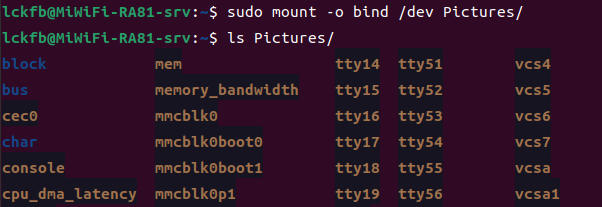 lckfb@MiWiFi-RA81-srv:~$ sudo mount -o bind /dev Pictures/
lckfb@MiWiFi-RA81-srv:~$ ls Pictures/
block mem tty14 tty51 vcs4
bus memory_bandwidth tty15 tty52 vcs5
cec0 mmcblk0 tty16 tty53 vcs6
char mmcblk0boot0 tty17 tty54 vcs7
console mmcblk0boot1 tty18 tty55 vcsa
cpu_dma_latency mmcblk0p1 tty19 tty56 vcsa1